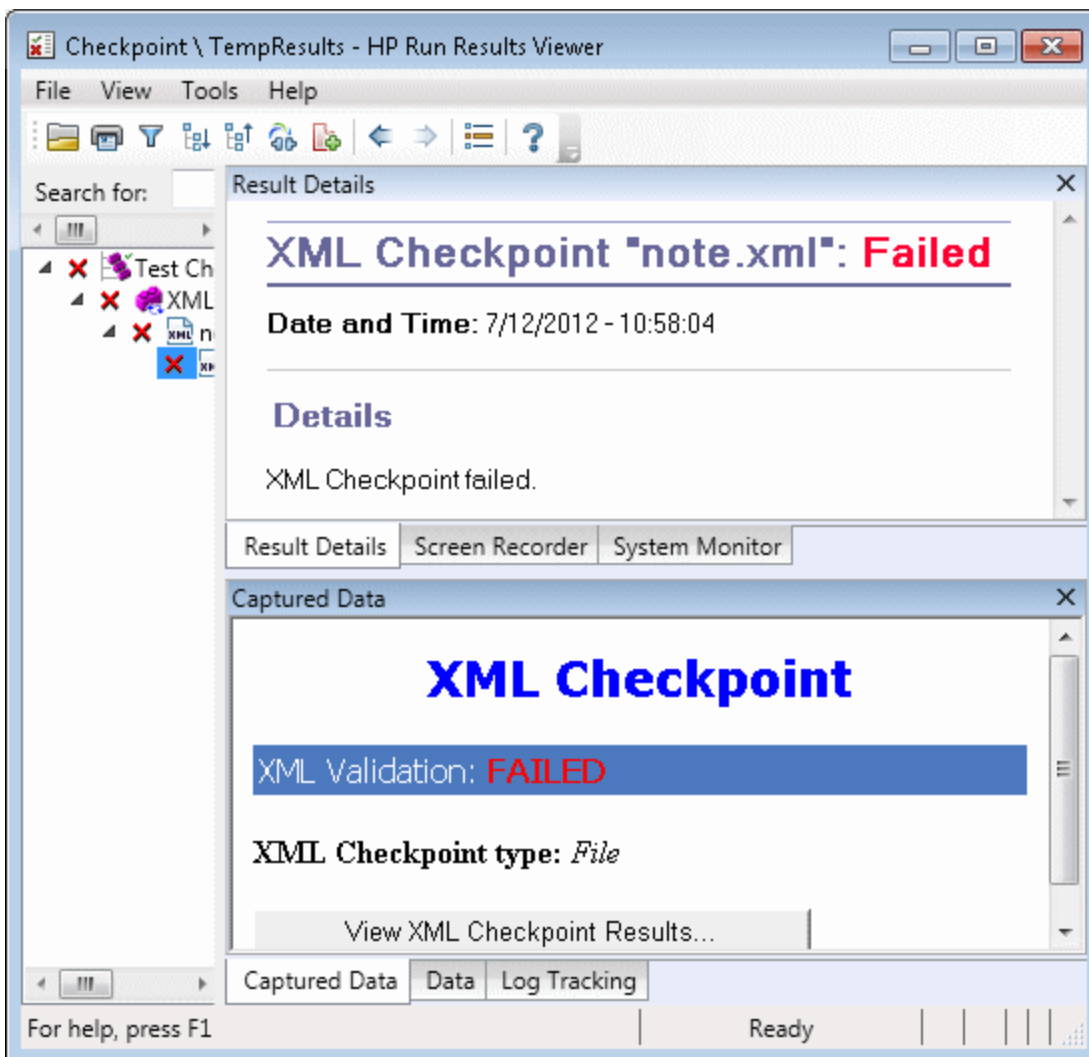 Checkpoint \ TempResults - HP Run Results Viewer
File View Tools Help
Search for:
Result Details
Test Ch
XML
XML n
XML Checkpoint "note.xml": Failed
Date and Time: 7/12/2012 - 10:58:04
Details
XML Checkpoint failed.
Result Details Screen Recorder System Monitor
Captured Data
XML Checkpoint
XML Validation: FAILED
XML Checkpoint type: File
View XML Checkpoint Results...
Captured Data Data Log Tracking
For help, press F1 Ready